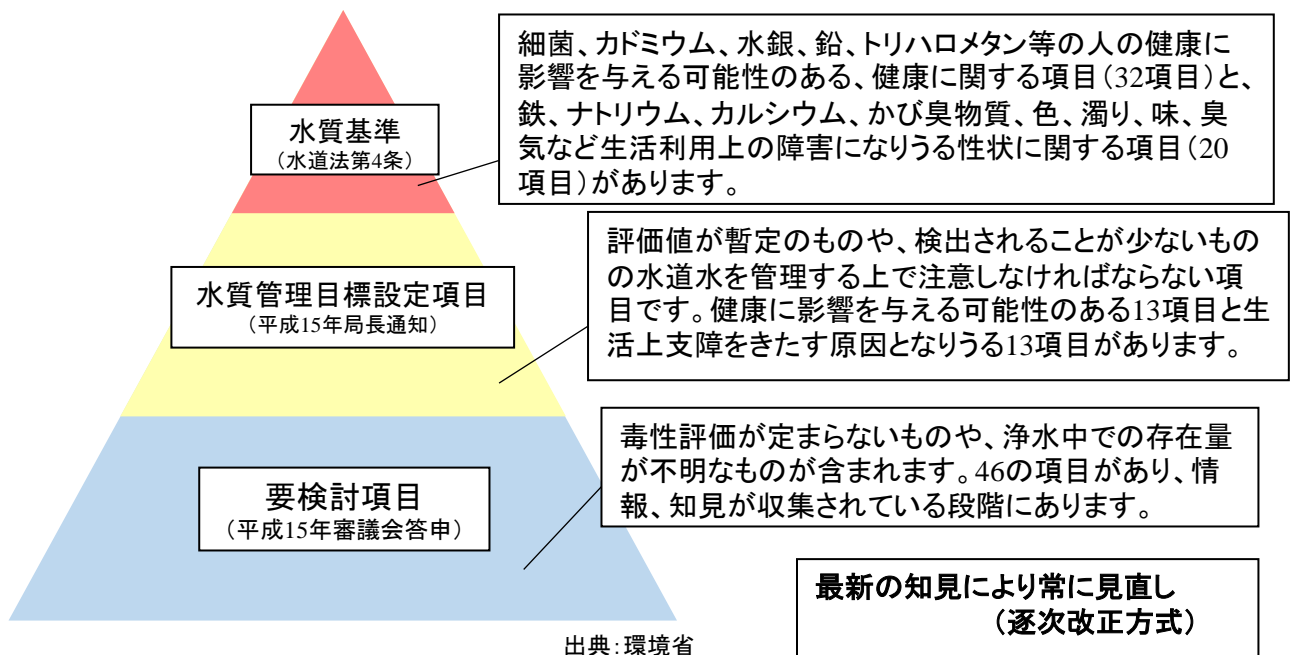 水質基準
（水道法第4条）
細菌、カドミウム、水銀、鉛、トリハロメタン等の人の健康に
影響を与える可能性のある、健康に関する項目（32項目）と、
鉄、ナトリウム、カルシウム、かび臭物質、色、濁り、味、臭
気など生活利用上の障害になりうる性状に関する項目（20
項目）があります。
水質管理目標設定項目
（平成15年局長通知）
評価値が暫定のものや、検出されることが少ないもの
の水道水を管理する上で注意しなければならない項
目です。健康に影響を与える可能性のある13項目と生
活上支障をきたす原因となりうる13項目があります。
要検討項目
（平成15年審議会答申）
毒性評価が定まらないものや、浄水中での存在量
が不明なものが含まれます。46の項目があり、情
報、知見が収集されている段階にあります。
最新の知見により常に見直し
（逐次改正方式）
出典：環境省